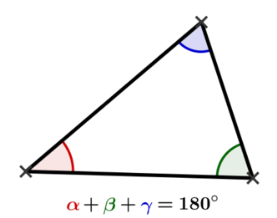 α + β + γ = 180°